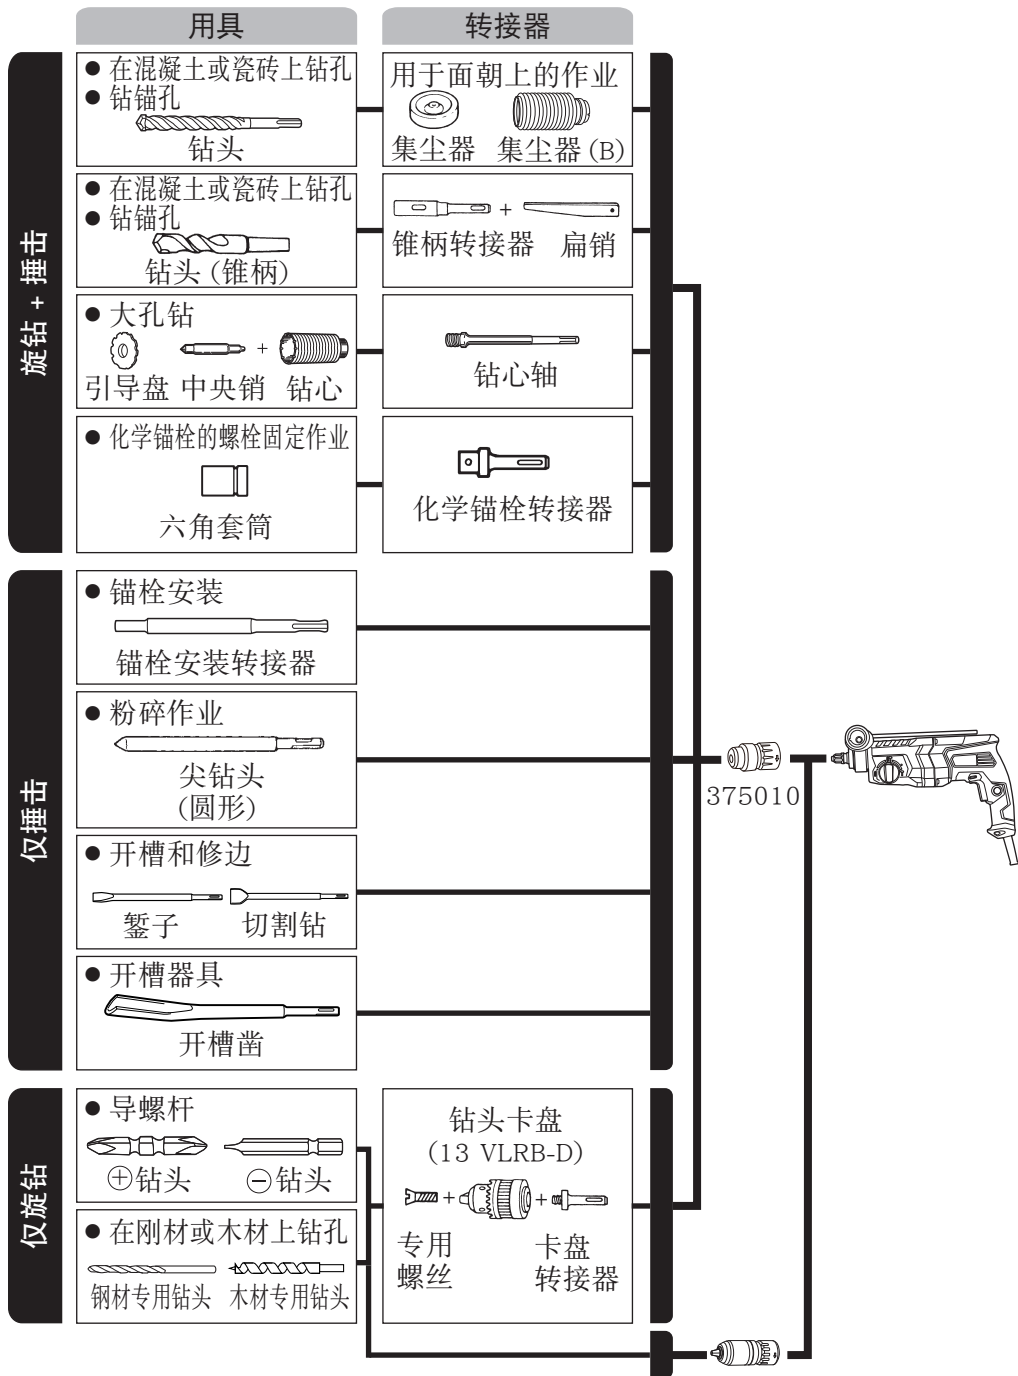 用具
转接器
旋钻 + 捶击
● 在混凝土或瓷砖上钻孔
● 钻锚孔
钻头
用于面朝上的作业
集尘器
集尘器 (B)
● 在混凝土或瓷砖上钻孔
● 钻锚孔
钻头 (锥柄)
+
锥柄转接器
扁销
● 大孔钻
+
引导盘
中央销
钻心
钻心轴
● 化学锚栓的螺栓固定作业
六角套筒
化学锚栓转接器
仅捶击
● 锚栓安装
锚栓安装转接器
● 粉碎作业
尖钻头
(圆形)
● 开槽和修边
錾子
切割钻
● 开槽器具
开槽凿
375010
仅旋钻
● 导螺杆
⊕钻头
⊖钻头
● 在刚材或木材上钻孔
钢材专用钻头
木材专用钻头
钻头卡盘
(13 VLRB-D)
+
+
专用
螺丝
卡盘
转接器